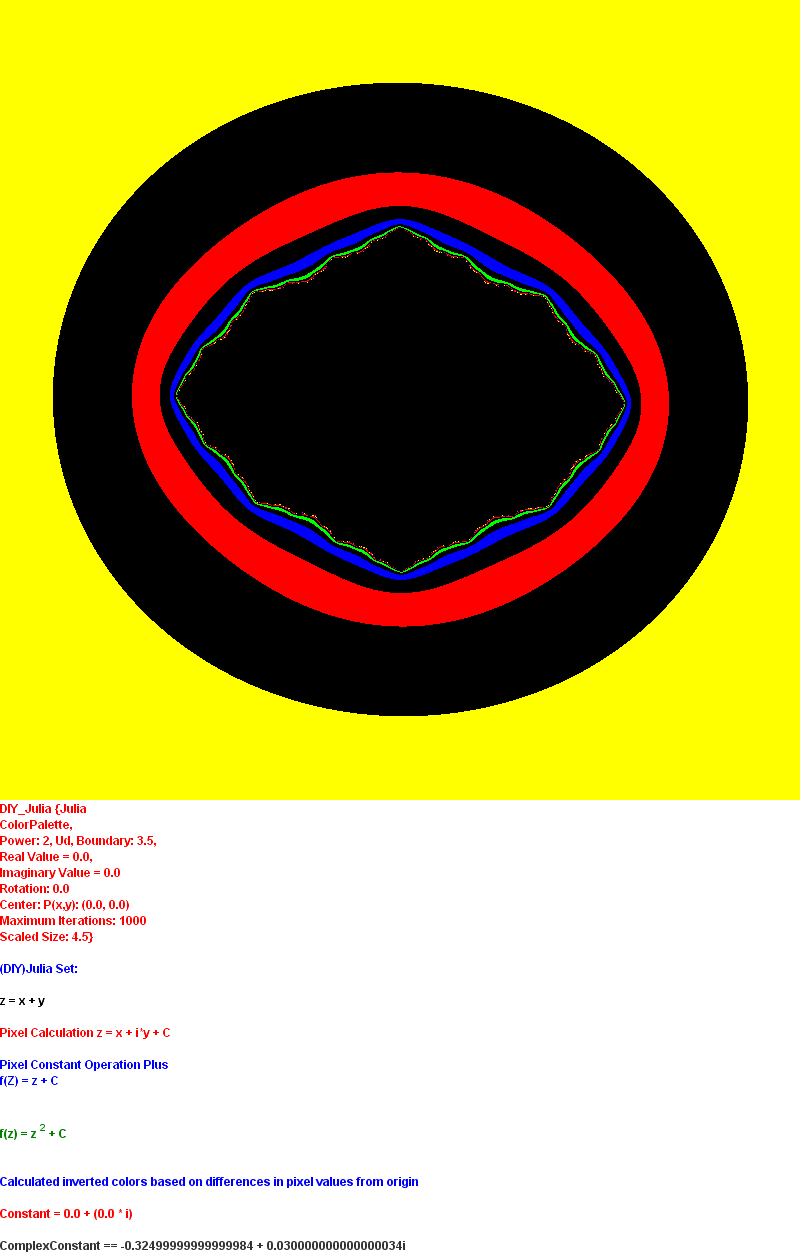 DIY_Julia {Julia
ColorPalette,
Power: 2, Ud, Boundary: 3.5,
Real Value = 0.0,
Imaginary Value = 0.0
Rotation: 0.0
Center: P(x,y): (0.0, 0.0)
Maximum Iterations: 1000
Scaled Size: 4.5}
(DIY)Julia Set:
z = x + y
Pixel Calculation z = x + i*y + C
Pixel Constant Operation Plus
f(Z) = z + C
f(z) = z 2 + C
Calculated inverted colors based on differences in pixel values from origin
Constant = 0.0 + (0.0 * i)
ComplexConstant == -0.32499999999999984 + 0.030000000000000034i